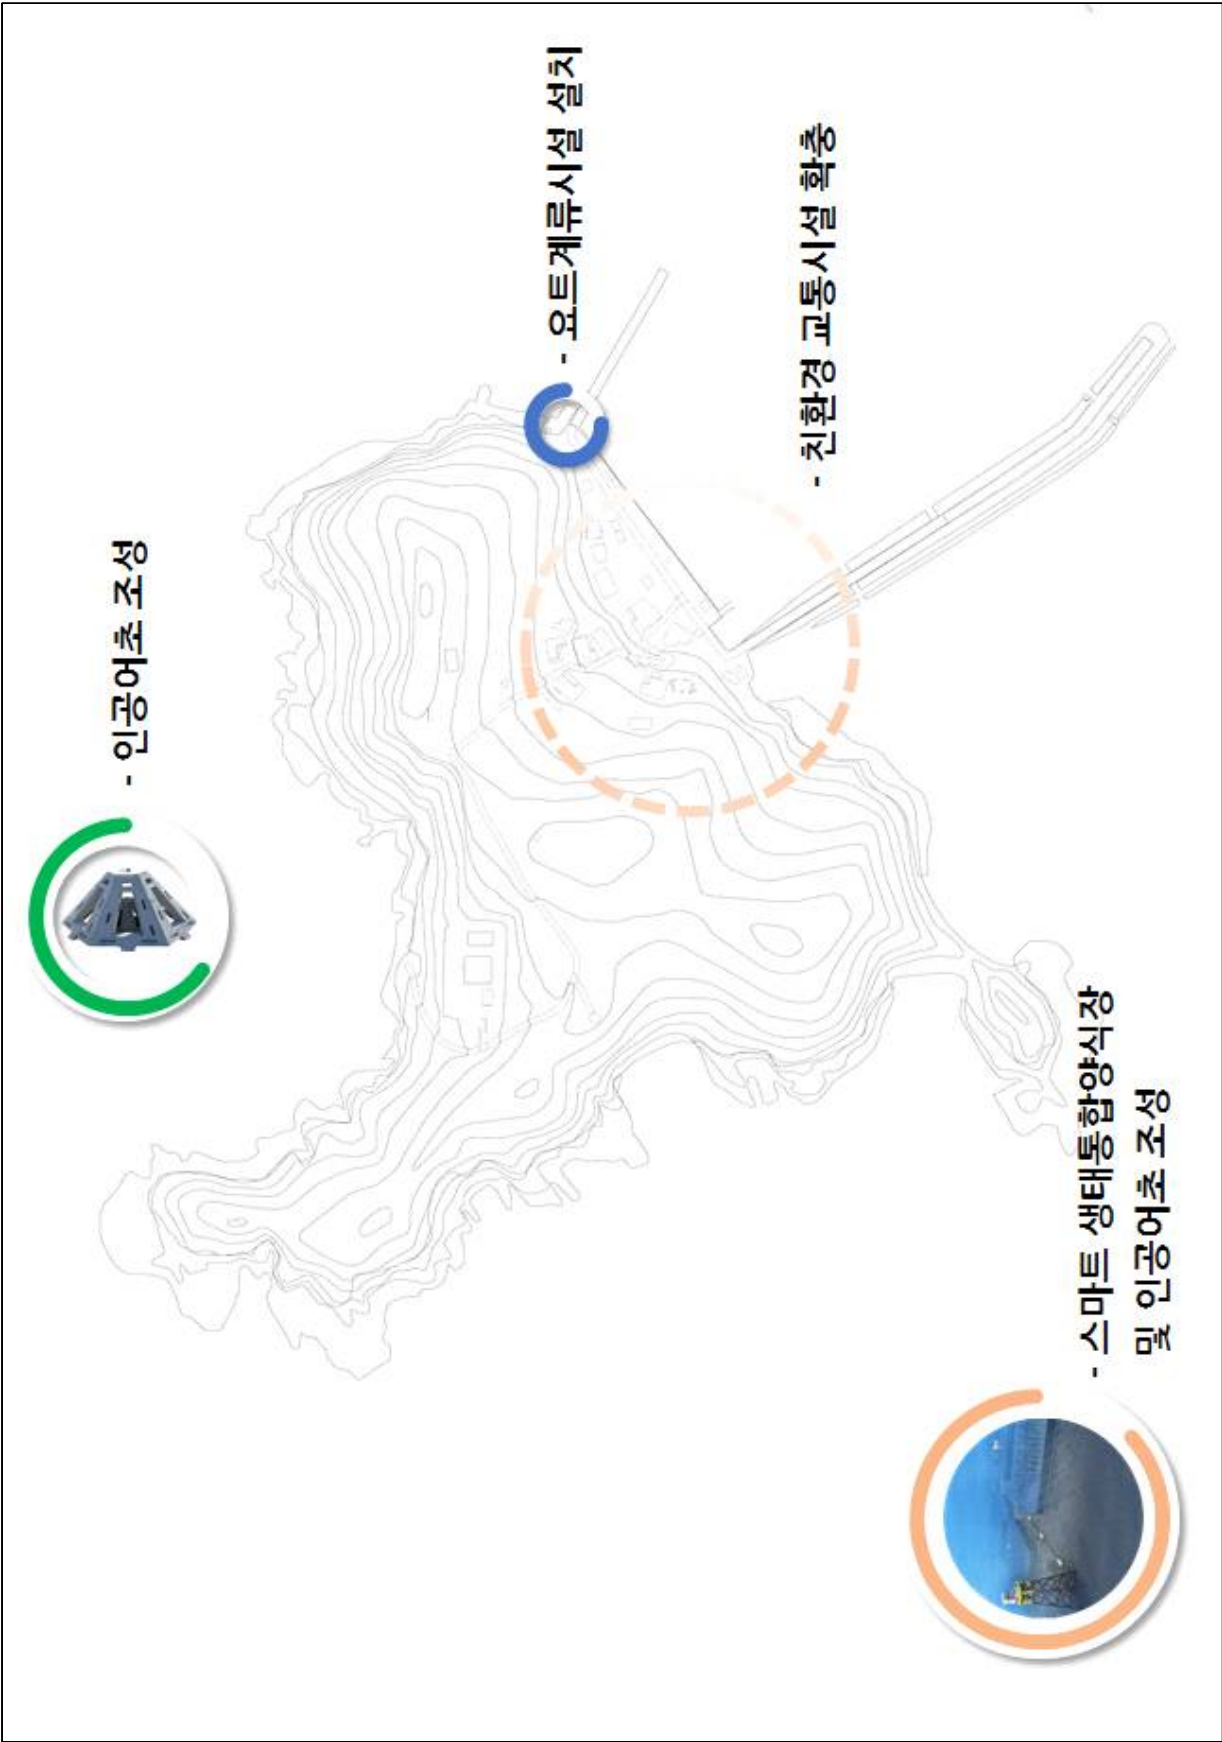 - 인공어초 조성
- 요트계류시설 설치
- 친환경 교통시설 확충
- 스마트 생태통합양식장
및 인공어초 조성